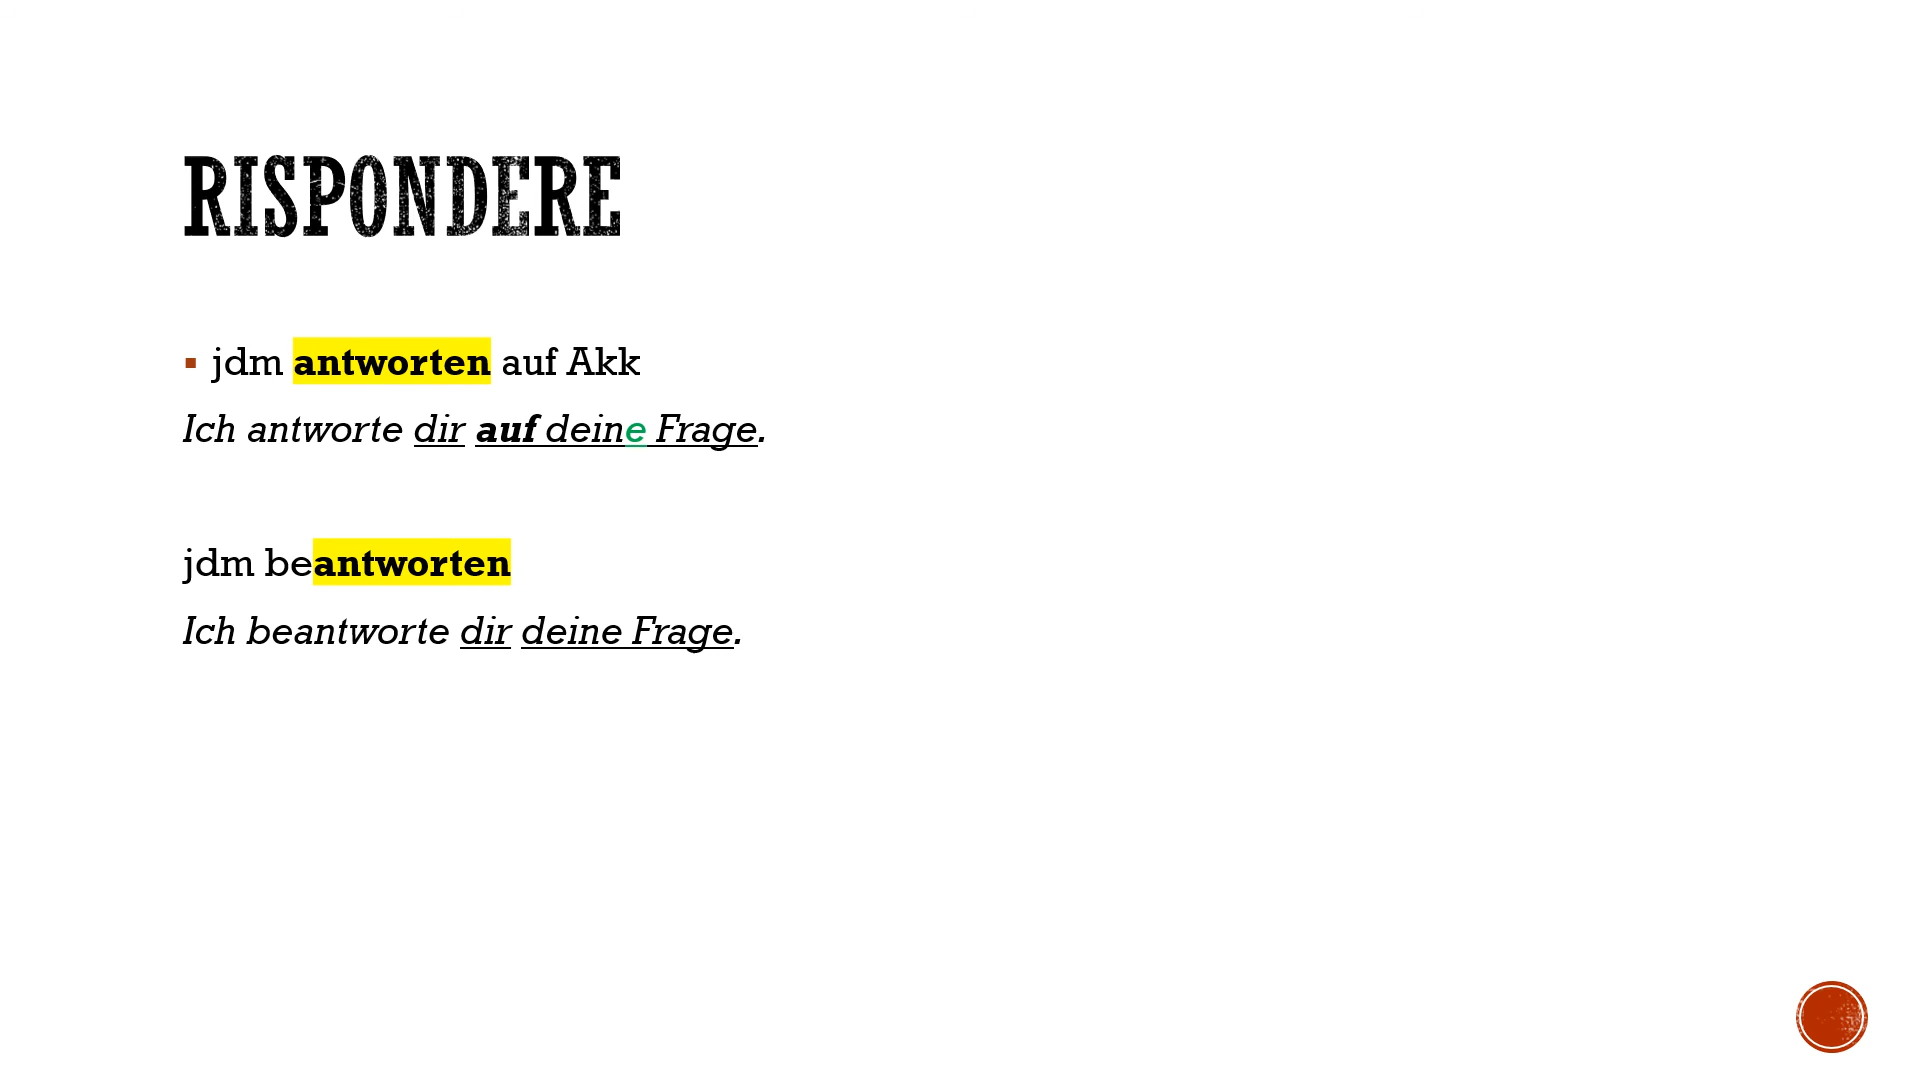 RISPONDERE
▪ jdm antworten auf Akk
Ich antworte dir auf deine Frage.
jdm beantworten
Ich beantworte dir deine Frage.